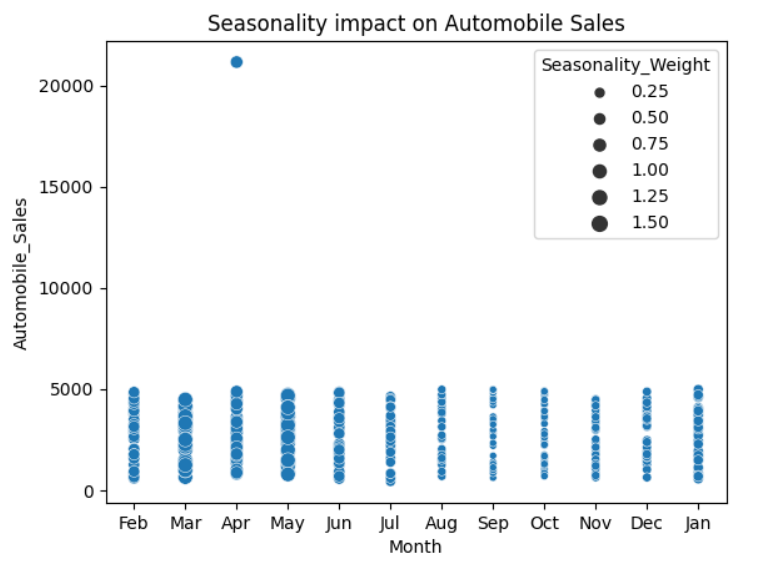 Seasonality impact on Automobile Sales
Seasonality_Weight
0.25
0.50
0.75
1.00
1.25
1.50
Automobile_Sales
20000
15000
10000
5000
0
Feb Mar Apr May Jun Jul Aug Sep Oct Nov Dec Jan
Month